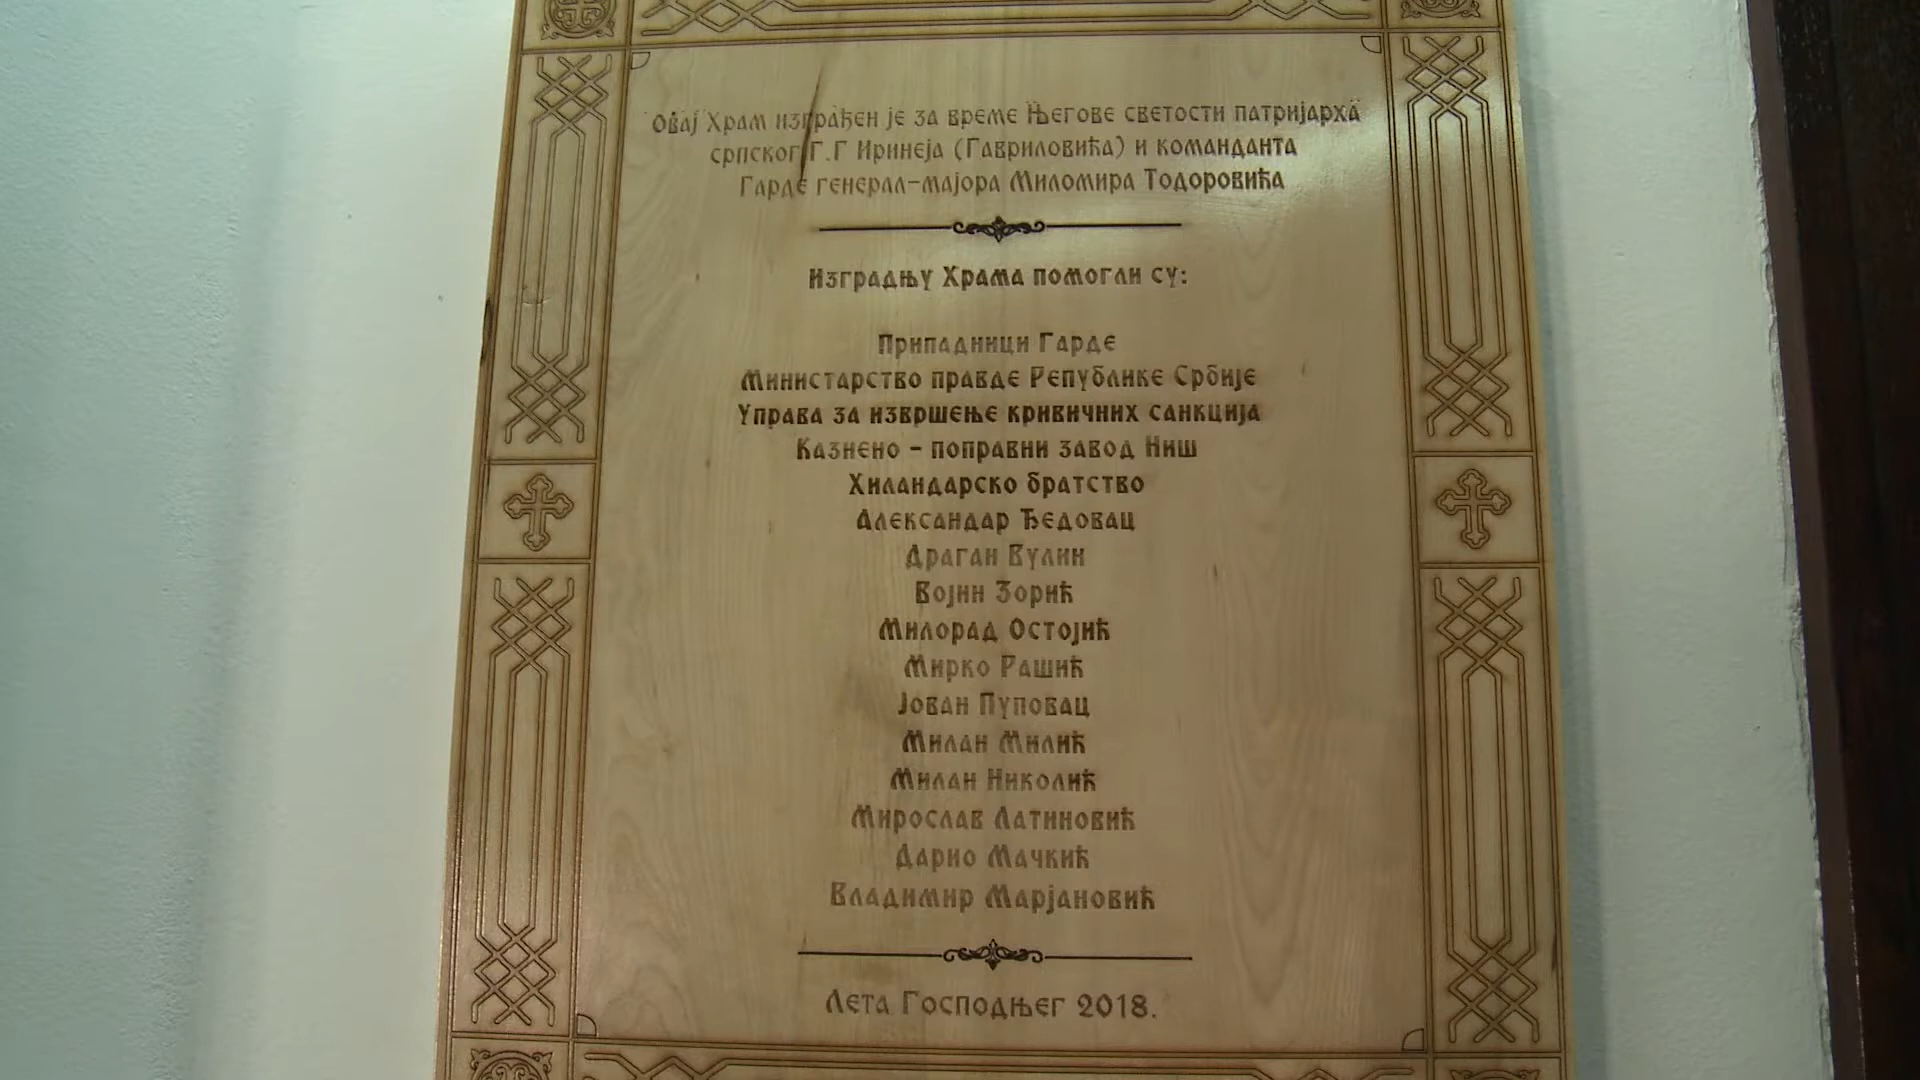 Овај Храм изграђен је за време Његове светости патријарха
српског Г.Г Иринеја (Гавриловића) и команданта
Гарде генерал-мајора Миломира Тодоровића
Изградњу Храма помогли су:
Припадници Гарде
Министарство правде Републике Србије
Управа за извршење кривичних санкција
Казнено - поправни завод Ниш
Хиландарско братство
Александар Ђедовац
Драган Вулин
Војин Зорић
Милорад Остојић
Мирко Рашић
Јован Пуповац
Милан Милић
Милан Николић
Мирослав Латиновић
Дарио Мачкић
Владимир Марјановић
Лета Господњег 2018.